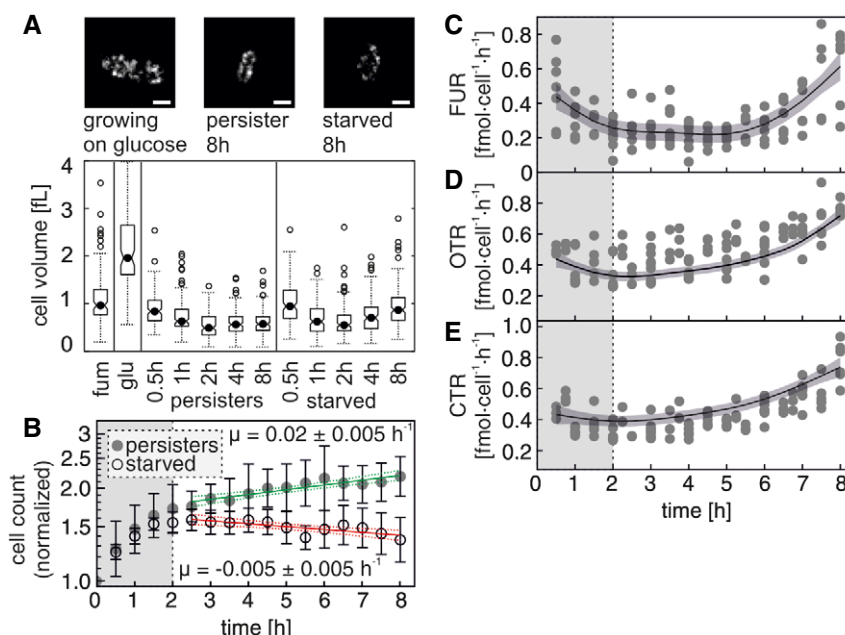 A
growing
on glucose
persister
8h
starved
8h
cell volume [fL]
4
3
2
1
0
fum
glu
0.5h
1h
2h
4h
8h
0.5h
1h
2h
4h
8h
persisters
starved
B
cell count
(normalized)
3
2.5
2.0
1.5
1.0
persisters
starved
μ = 0.02 ± 0.005 h-1
μ = -0.005 ± 0.005 h-1
0 1 2 3 4 5 6 7 8
time [h]
C
FUR
[fmol·cell-1·h-1]
0.8
0.6
0.4
0.2
0
D
OTR
[fmol·cell-1·h-1]
0.8
0.6
0.4
0.2
E
CTR
[fmol·cell-1·h-1]
1.0
0.8
0.6
0.4
0.2
0 1 2 3 4 5 6 7 8
time [h]